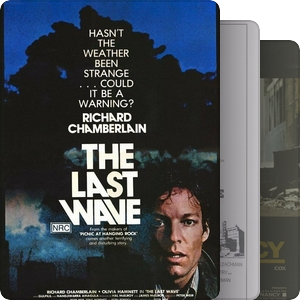 HASN'T
THE
WEATHER
BEEN
STRANGE
...COULD
IT BE A
WARNING?
RICHARD
CHAMBERLAIN
THE
LAST
WAVE
NRC
From the makers of
'PICNIC AT HANGING ROCK'
comes another terrifying
and disturbing story
RICHARD CHAMBERLAIN · OLIVIA HAMNETT in 'THE LAST WAVE'